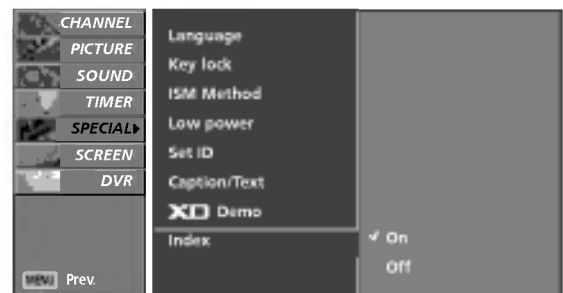 CHANNEL
PICTURE
SOUND
TIMER
SPECIAL
SCREEN
DVR
MENU Prev.
Language
Key lock
ISM Method
Low power
Set ID
Caption/Text
XD Demo
Index
On
Off